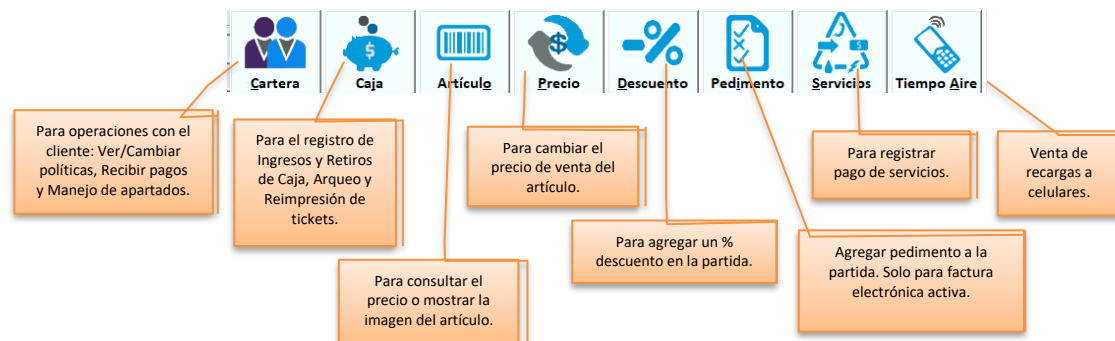 Cartera
Caja
Artículo
Precio
Descuento
Pedimento
Servicios
Tiempo Aire
Para operaciones con el
cliente: Ver/Cambiar
políticas, Recibir pagos
y Manejo de apartados.
Para el registro de
Ingresos y Retiros
de Caja, Arqueo y
Reimpresión de
tickets.
Para consultar el
precio o mostrar la
imagen del artículo.
Para cambiar el
precio de venta del
artículo.
Para agregar un %
descuento en la partida.
Agregar pedimento a la
partida. Solo para factura
electrónica activa.
Para registrar
pago de servicios.
Venta de
recargas a
celulares.